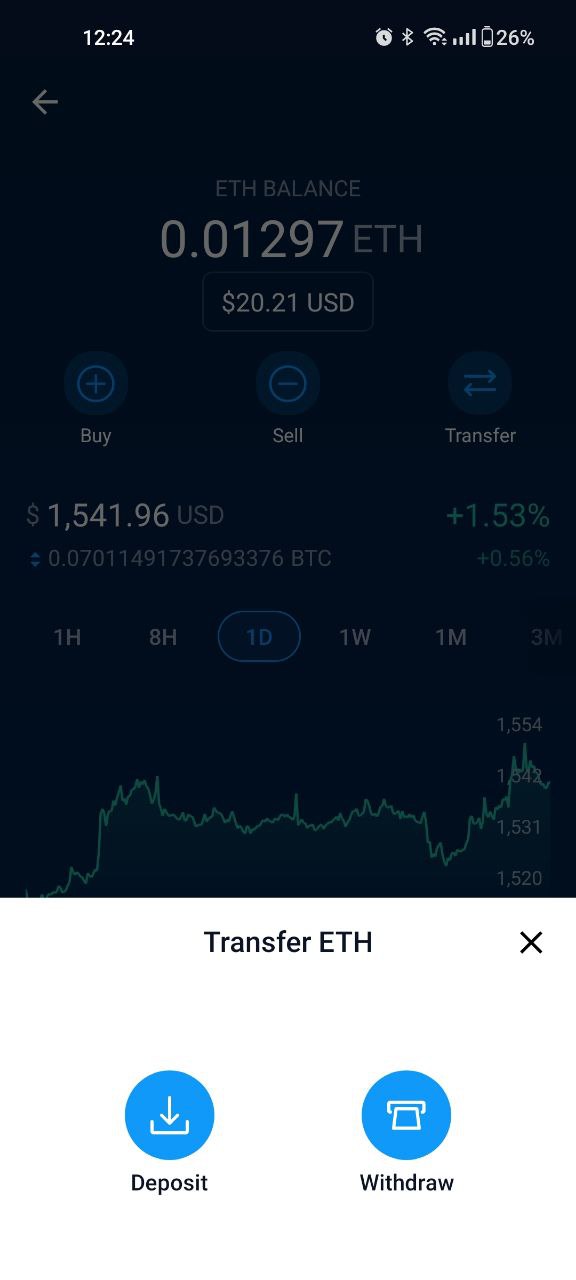 12:24 26%
ETH BALANCE
0.01297 ETH
$20.21 USD
Buy Sell Transfer
$ 1,541.96 USD +1.53%
0.07011491737693376 BTC +0.56%
1H 8H 1D 1W 1M 3M
1,554
1,542
1,531
1,520
Transfer ETH
Deposit Withdraw